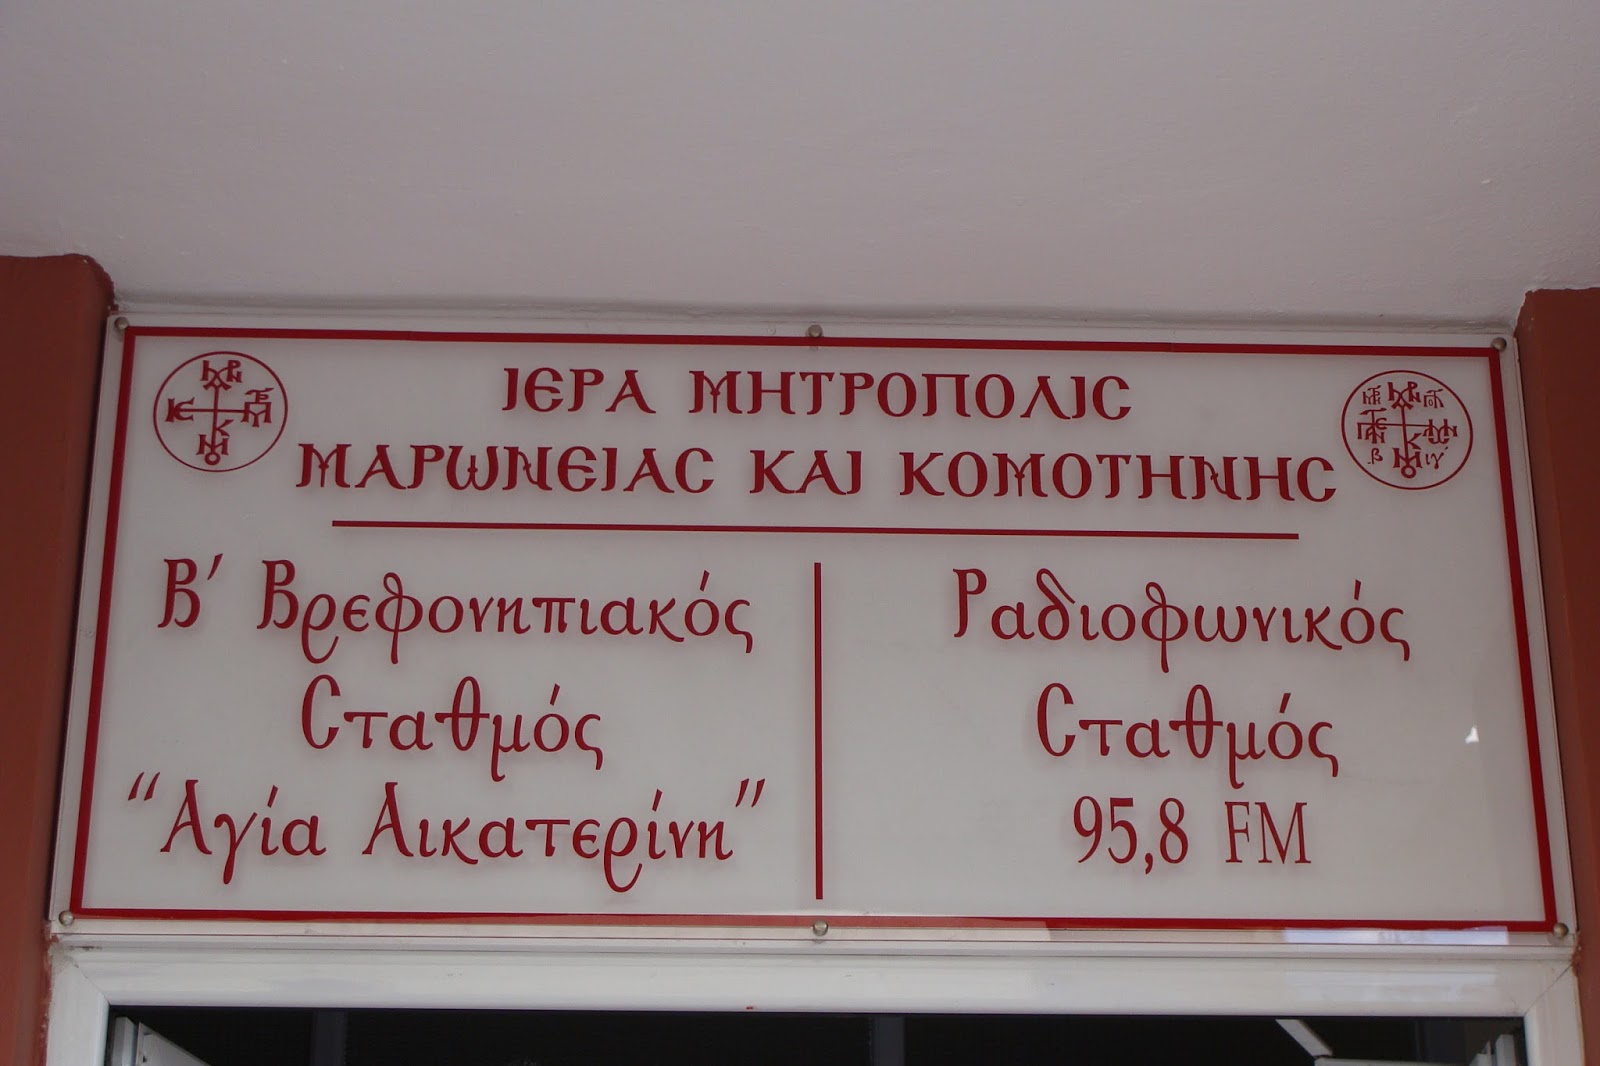 ΙΕΡΑ ΜΗΤΡΟΠΟΛΙΣ
ΜΑΡΩΝΕΙΑΣ ΚΑΙ ΚΟΜΟΤΗΝΗΣ
Β΄ Βρεφονηπιακός
Σταθμός
“Αγία Αικατερίνη”
Ραδιοφωνικός
Σταθμός
95,8 FM